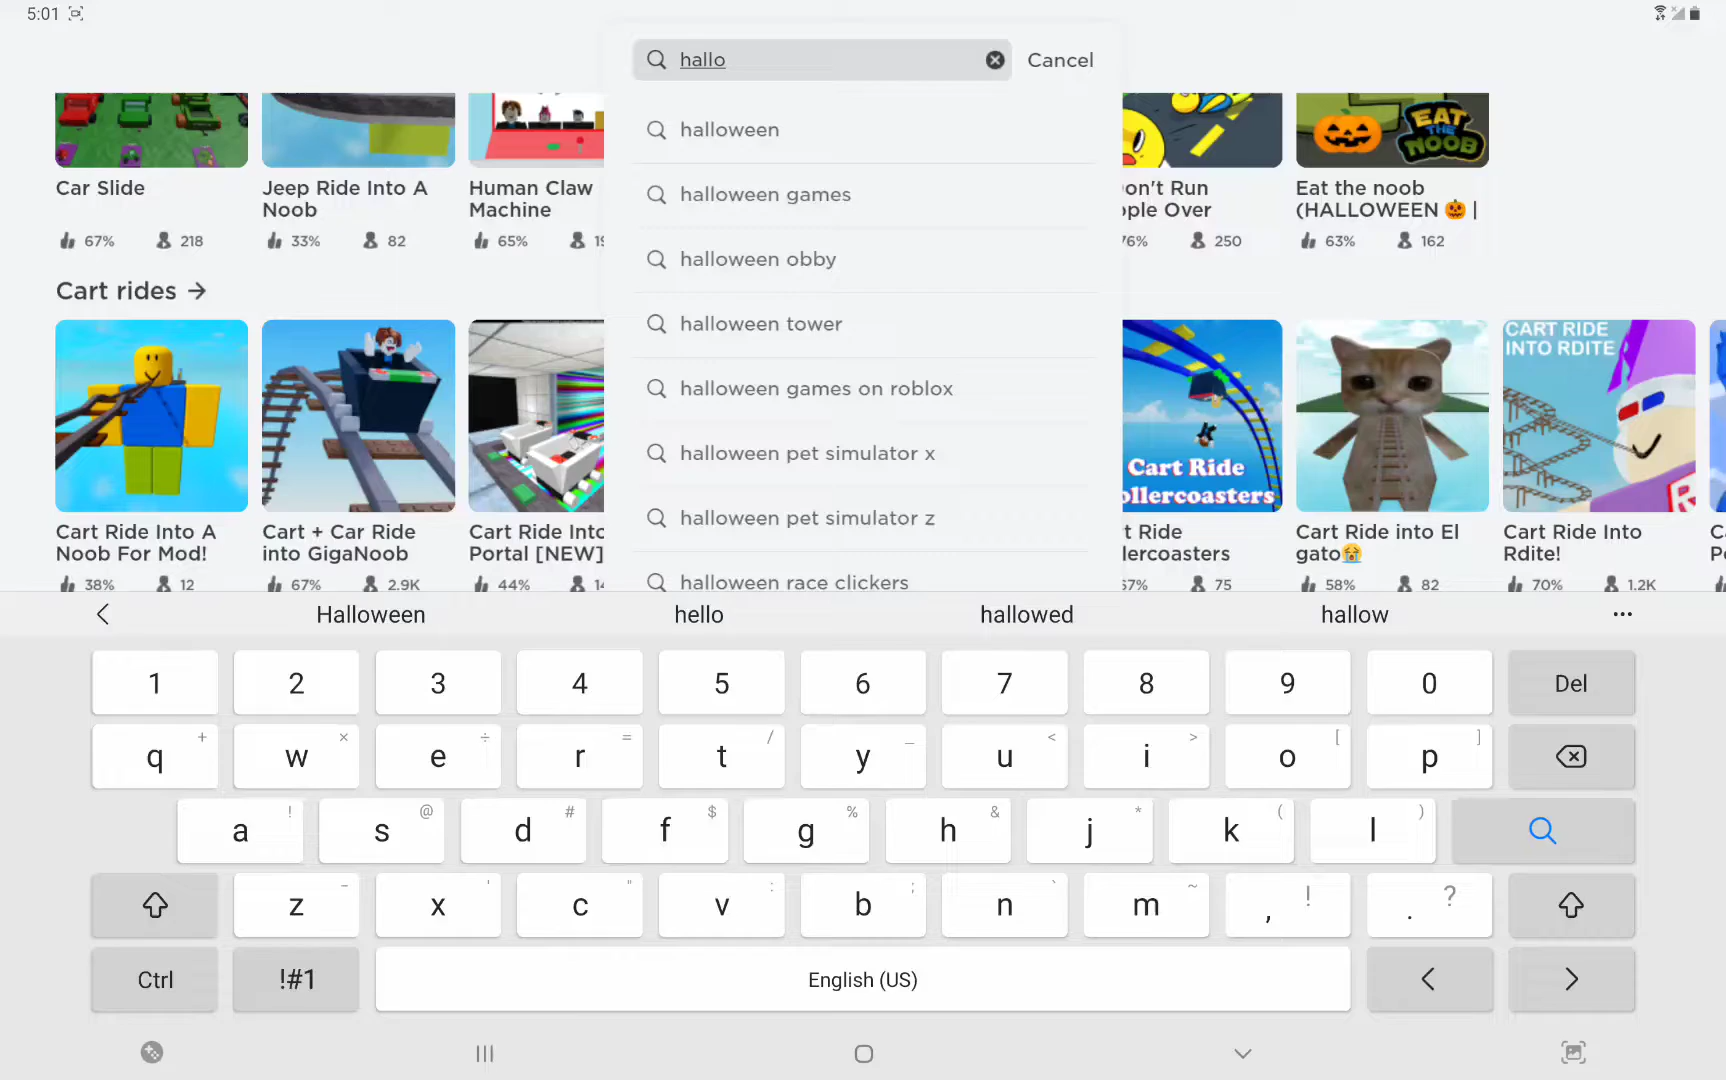 5:01
hallo
Cancel
halloween
halloween games
halloween obby
halloween tower
halloween games on roblox
halloween pet simulator x
halloween pet simulator z
halloween race clickers
EAT
THE
NOOB
Car Slide
67% 218
Jeep Ride Into A
Noob
33% 82
Human Claw
Machine
65%
on't Run
ople Over
76% 250
Eat the noob
(HALLOWEEN 🎃 |
63% 162
Cart rides →
Cart Ride
ollercoasters
CART RIDE
INTO RDITE
Cart Ride Into A
Noob For Mod!
38% 12
Cart + Car Ride
into GigaNoob
67% 2.9K
Cart Ride Into
Portal [NEW]
44%
t Ride
llercoasters
57% 75
Cart Ride into El
gato😭
58% 82
Cart Ride Into
Rdite!
70% 1.2K
Halloween hello hallowed hallow ...
1 2 3 4 5 6 7 8 9 0 Del
q + w × e ÷ r = t / y _ u < i > o [ p ]
a ! s @ d # f $ g % h & j * k ( l )
z - x ' c " v : b ; n ` m ~ , ! . ?
Ctrl !#1 English (US) < >